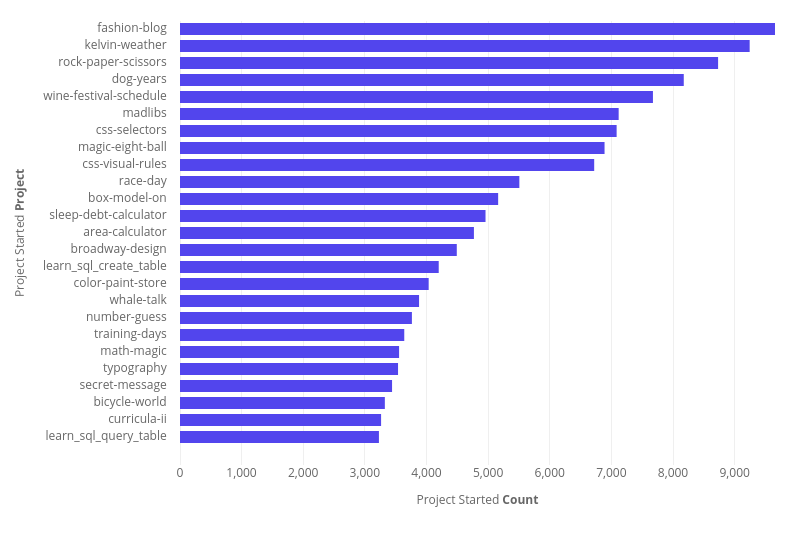 fashion-blog
kelvin-weather
rock-paper-scissors
dog-years
wine-festival-schedule
madlibs
css-selectors
magic-eight-ball
css-visual-rules
race-day
box-model-on
sleep-debt-calculator
area-calculator
broadway-design
learn_sql_create_table
color-paint-store
whale-talk
number-guess
training-days
math-magic
typography
secret-message
bicycle-world
curricula-ii
learn_sql_query_table
Project Started Project
0 1,000 2,000 3,000 4,000 5,000 6,000 7,000 8,000 9,000
Project Started Count